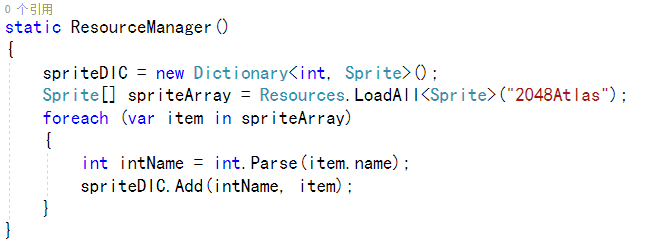 0 个引用
static ResourceManager()
{
    spriteDIC = new Dictionary<int, Sprite>();
    Sprite[] spriteArray = Resources.LoadAll<Sprite>("2048Atlas");
    foreach (var item in spriteArray)
    {
        int intName = int.Parse(item.name);
        spriteDIC.Add(intName, item);
    }
}